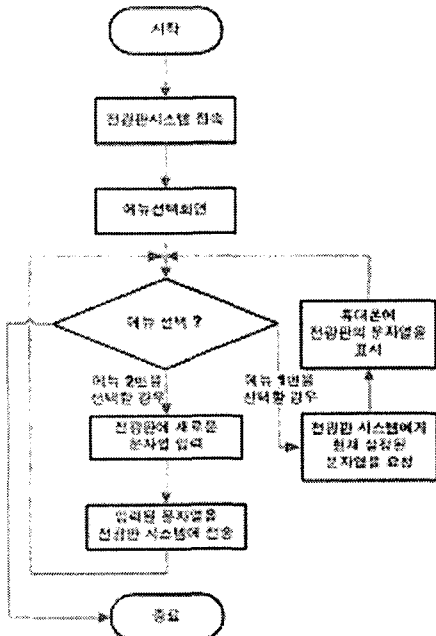 시작
전광판시스템 접속
메뉴선택화면
메뉴 선택 ?
메뉴 2번을
선택할 경우
메뉴 1번을
선택할 경우
전광판에 새로운
문자열 입력
입력된 문자열을
전광판 시스템에 전송
전광판 시스템에게
현재 설정된
문자열을 요청
휴대폰에
전광판의 문자열을
표시
종료